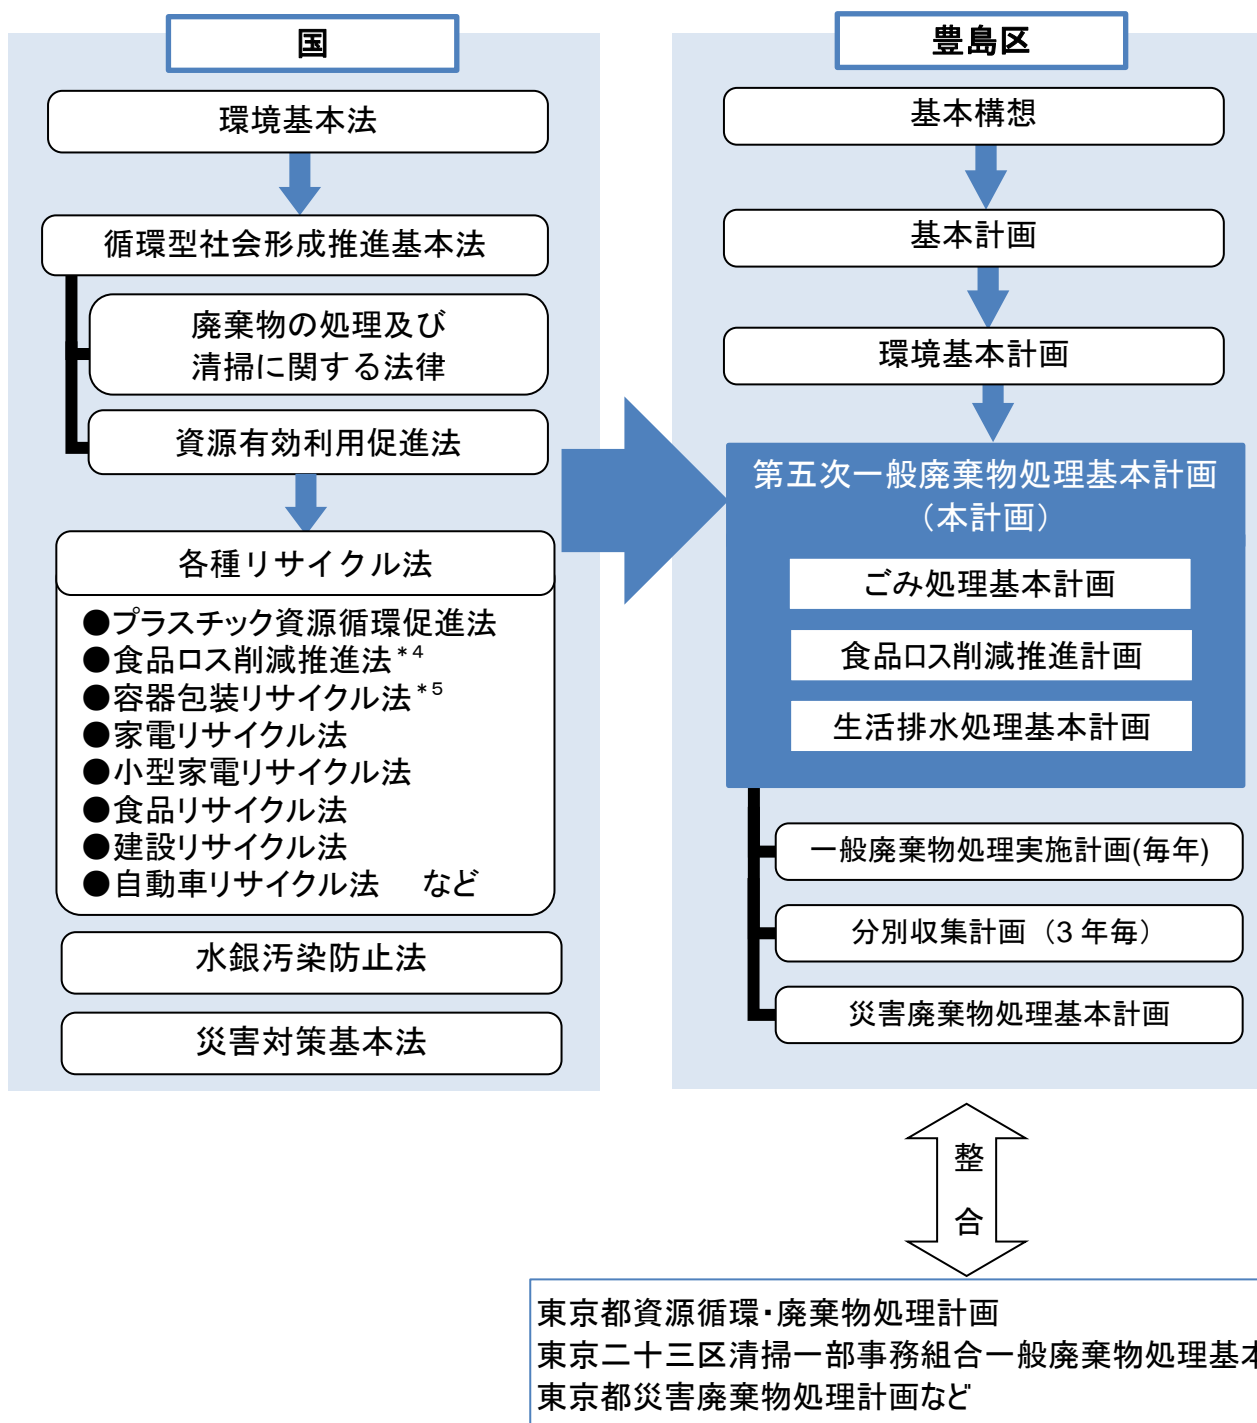 国
環境基本法
循環型社会形成推進基本法
廃棄物の処理及び
清掃に関する法律
資源有効利用促進法
各種リサイクル法
●プラスチック資源循環促進法
●食品ロス削減推進法*4
●容器包装リサイクル法*5
●家電リサイクル法
●小型家電リサイクル法
●食品リサイクル法
●建設リサイクル法
●自動車リサイクル法　など
水銀汚染防止法
災害対策基本法
豊島区
基本構想
基本計画
環境基本計画
第五次一般廃棄物処理基本計画
（本計画）
ごみ処理基本計画
食品ロス削減推進計画
生活排水処理基本計画
一般廃棄物処理実施計画(毎年)
分別収集計画（3 年毎）
災害廃棄物処理基本計画
整
合
東京都資源循環・廃棄物処理計画
東京二十三区清掃一部事務組合一般廃棄物処理基本
東京都災害廃棄物処理計画など